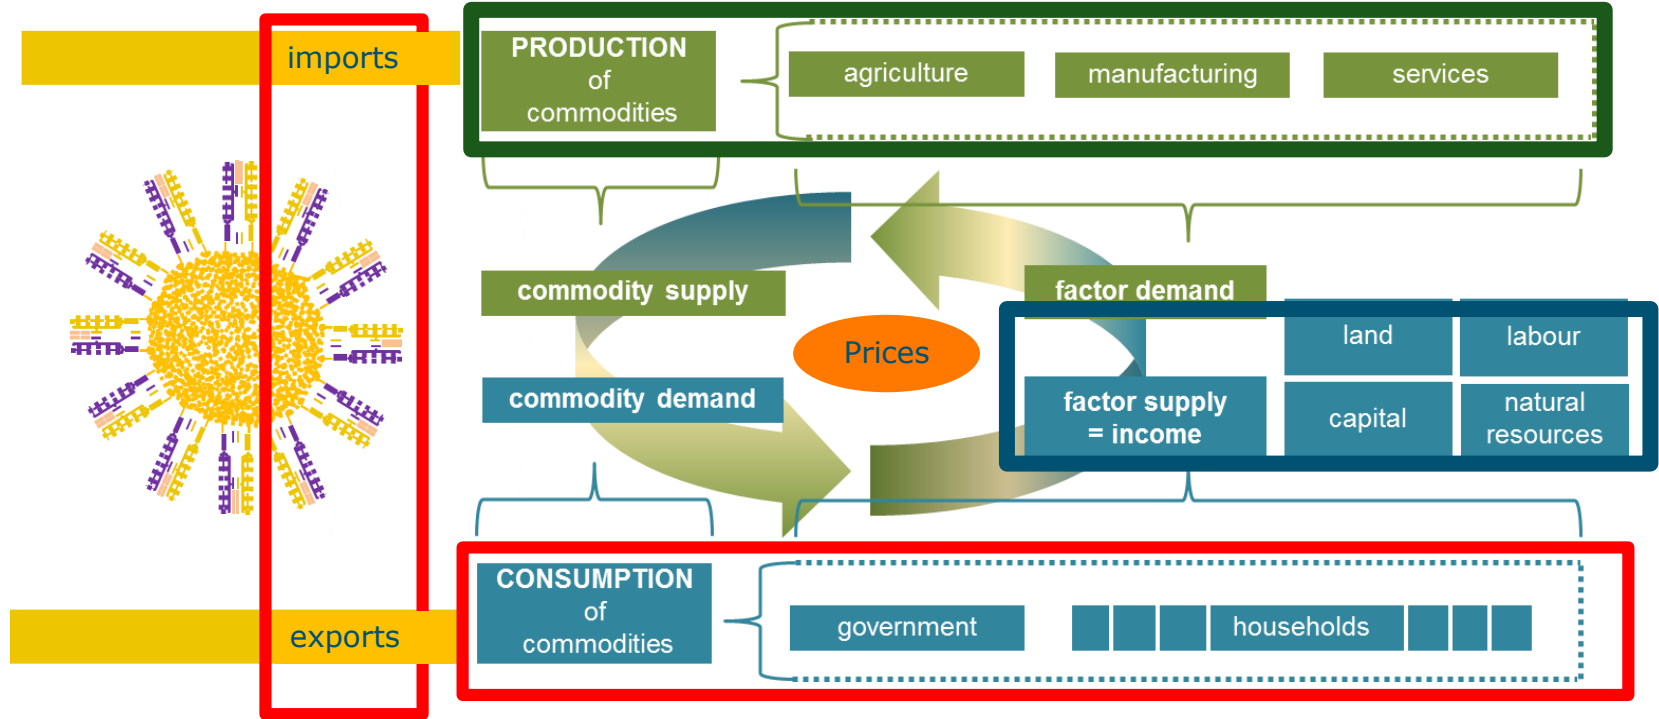 imports
PRODUCTION
of
commodities
agriculture
manufacturing
services
commodity supply
factor demand
Prices
land
labour
commodity demand
factor supply
= income
capital
natural
resources
exports
CONSUMPTION
of
commodities
government
households